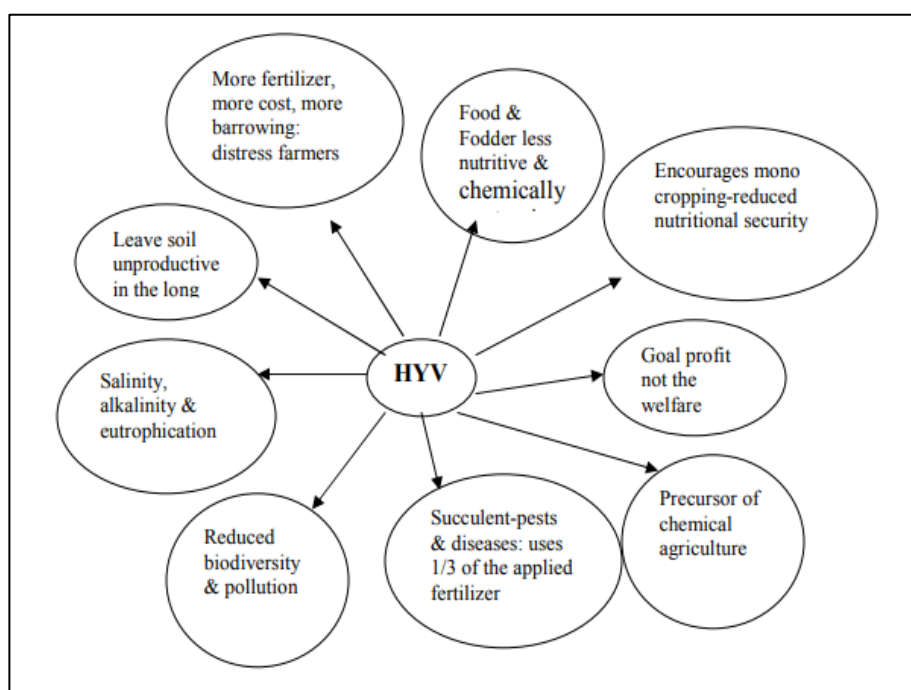 More fertilizer,
more cost, more
barrowing:
distress farmers
Food &
Fodder less
nutritive &
chemically
Encourages mono
cropping-reduced
nutritional security
Leave soil
unproductive
in the long
HYV
Goal profit
not the
welfare
Salinity,
alkalinity &
eutrophication
Precursor of
chemical
agriculture
Succulent-pests
& diseases: uses
1/3 of the applied
fertilizer
Reduced
biodiversity
& pollution